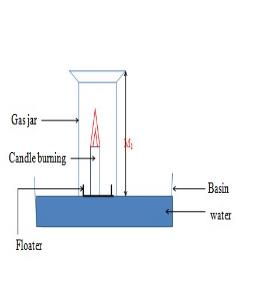 Gas jar
Candle burning
Basin
water
Floater